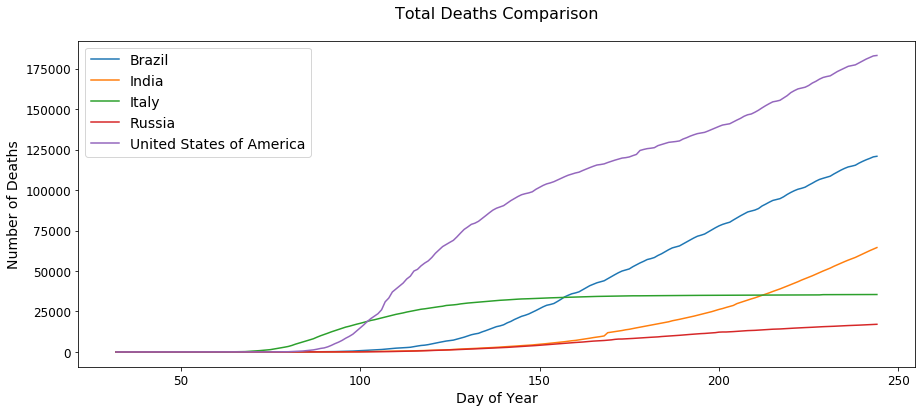 Total Deaths Comparison
Brazil
India
Italy
Russia
United States of America
Number of Deaths
175000
150000
125000
100000
75000
50000
25000
0
50
100
150
200
250
Day of Year